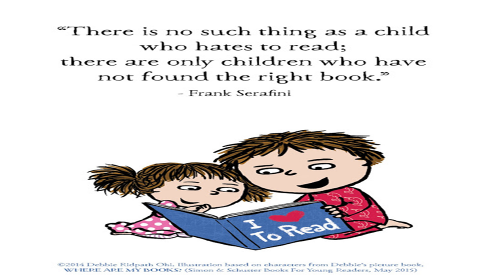 “There is no such thing as a child
who hates to read;
there are only children who have
not found the right book.”
- Frank Serafini
I ❤
To Read
©2014 Debbie Ridpath Ohi. Illustration based on characters from Debbie's picture book,
WHERE ARE MY BOOKS? (Simon & Schuster Books For Young Readers, May 2015)